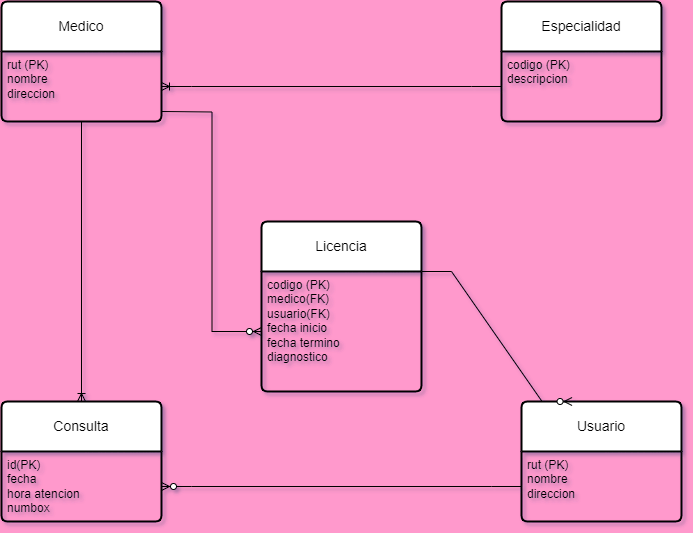 Medico
rut (PK)
nombre
direccion
Especialidad
codigo (PK)
descripcion
Licencia
codigo (PK)
medico(FK)
usuario(FK)
fecha inicio
fecha termino
diagnostico
Consulta
id(PK)
fecha
hora atencion
numbox
Usuario
rut (PK)
nombre
direccion